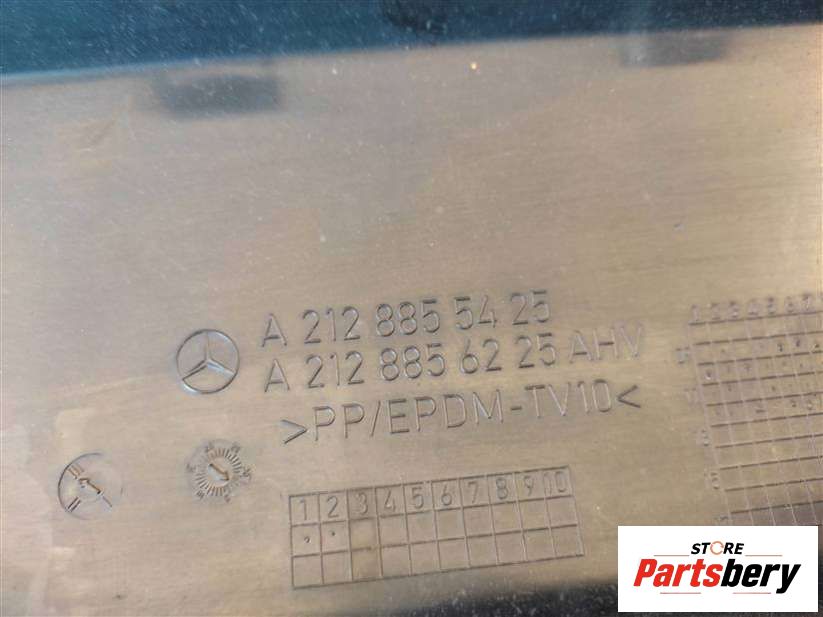 A 212 885 54 25
A 212 885 62 25 AHV
>PP/EPDM-TV10<
1 2 3 4 5 6 7 8 9 10
STORE
Partsbery